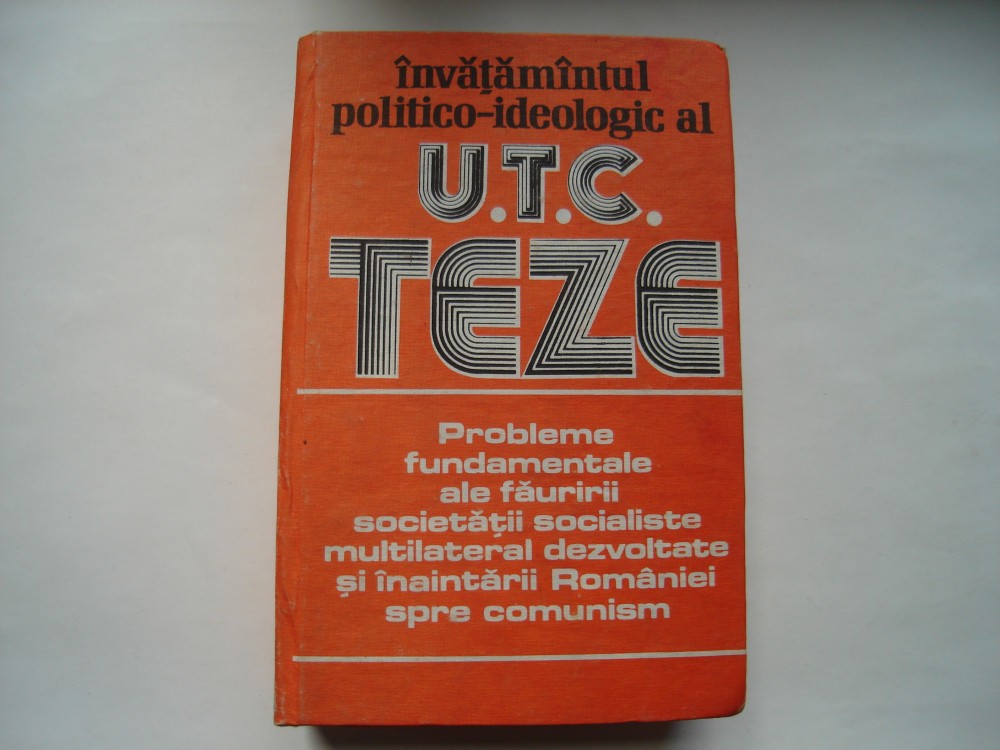 învățămîntul
politico-ideologic al
U.T.C.
TEZE
Probleme
fundamentale
ale făuririi
societății socialiste
multilateral dezvoltate
și înaintării României
spre comunism